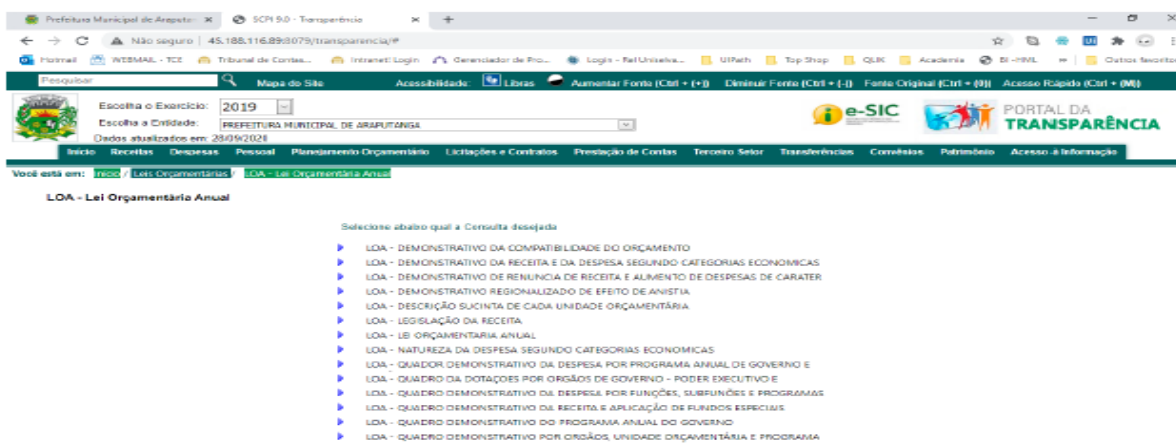 Prefeitura Municipal de Araputan
SCPI 9.0 - Transparência
Não seguro | 45.188.116.89:8079/transparencia/#
Hotmail WEBMAIL - TCE Tribunal de Contas... Intranet: Login Gerenciador de Pro... Login - Rel Uniselva... UiPath Top Shop QLIK Academia BI -HML Outros favoritos
Pesquisar Mapa do Site Acessibilidade: Libras Aumentar Fonte (Ctrl + (+)) Diminuir Fonte (Ctrl + (-)) Fonte Original (Ctrl + (0)) Acesso Rápido (Ctrl + (M))
Escolha o Exercício: 2019
Escolha a Entidade: PREFEITURA MUNICIPAL DE ARAPUTANGA
Dados atualizados em: 28/09/2020
e-SIC
PORTAL DA
TRANSPARÊNCIA
Início Receitas Despesas Pessoal Planejamento Orçamentário Licitações e Contratos Prestação de Contas Terceiro Setor Transferências Convênios Patrimônio Acesso à Informação
Você está em: Início / Leis Orçamentárias / LOA - Lei Orçamentária Anual
LOA - Lei Orçamentária Anual
Selecione abaixo qual a Consulta desejada
LOA - DEMONSTRATIVO DA COMPATIBILIDADE DO ORÇAMENTO
LOA - DEMONSTRATIVO DA RECEITA E DA DESPESA SEGUNDO CATEGORIAS ECONOMICAS
LOA - DEMONSTRATIVO DE RENUNCIA DE RECEITA E AUMENTO DE DESPESAS DE CARATER
LOA - DEMONSTRATIVO REGIONALIZADO DE EFEITO DE ANISTIA
LOA - DESCRIÇÃO SUCINTA DE CADA UNIDADE ORÇAMENTÁRIA
LOA - LEGISLAÇÃO DA RECEITA
LOA - LEI ORÇAMENTARIA ANUAL
LOA - NATUREZA DA DESPESA SEGUNDO CATEGORIAS ECONOMICAS
LOA - QUADOR DEMONSTRATIVO DA DESPESA POR PROGRAMA ANUAL DE GOVERNO E
LOA - QUADRO DA DOTAÇOES POR ORGÃOS DE GOVERNO - PODER EXECUTIVO E
LOA - QUADRO DEMONSTRATIVO DA DESPESA POR FUNÇÕES, SUBFUNÇÕES E PROGRAMAS
LOA - QUADRO DEMONSTRATIVO DA RECEITA E APLICAÇÃO DE FUNDOS ESPECIAIS
LOA - QUADRO DEMONSTRATIVO DO PROGRAMA ANUAL DO GOVERNO
LOA - QUADRO DEMONSTRATIVO POR ORGÃOS, UNIDADE ORÇAMENTÁRIA E PROGRAMA